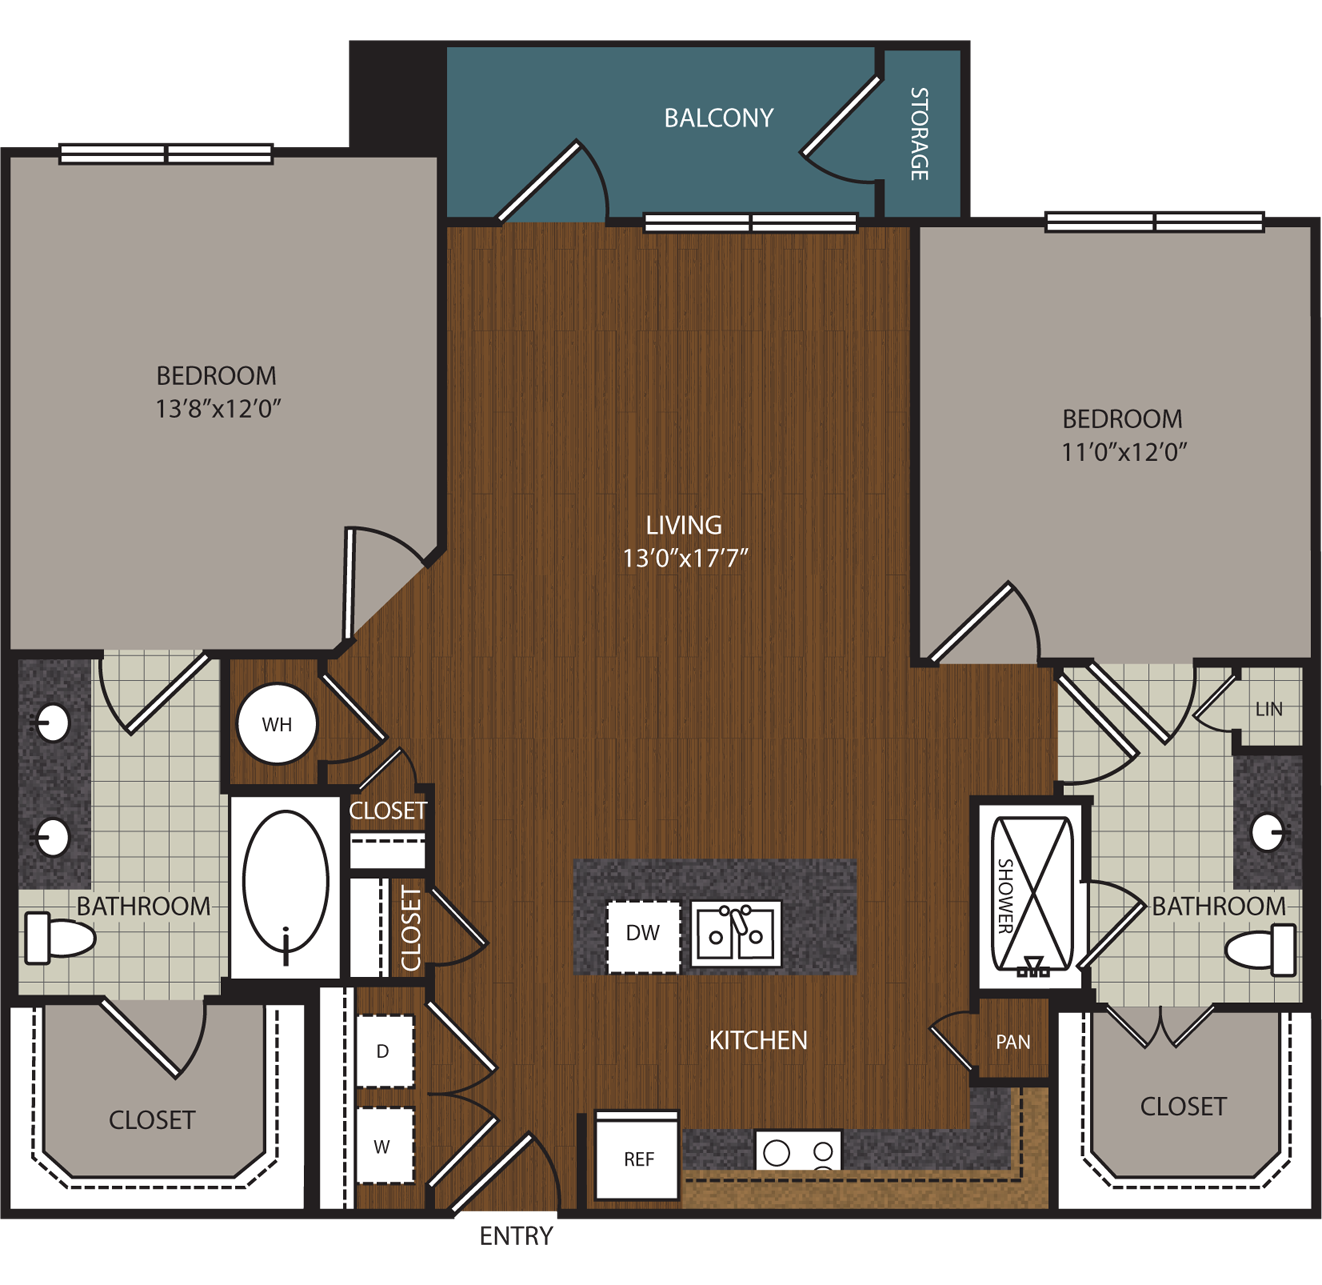 BALCONY
STORAGE
BEDROOM
13’8”x12’0”
BEDROOM
11’0”x12’0”
LIVING
13’0”x17’7”
WH
LIN
CLOSET
CLOSET
SHOWER
BATHROOM
BATHROOM
DW
KITCHEN
PAN
D
CLOSET
CLOSET
W
REF
ENTRY